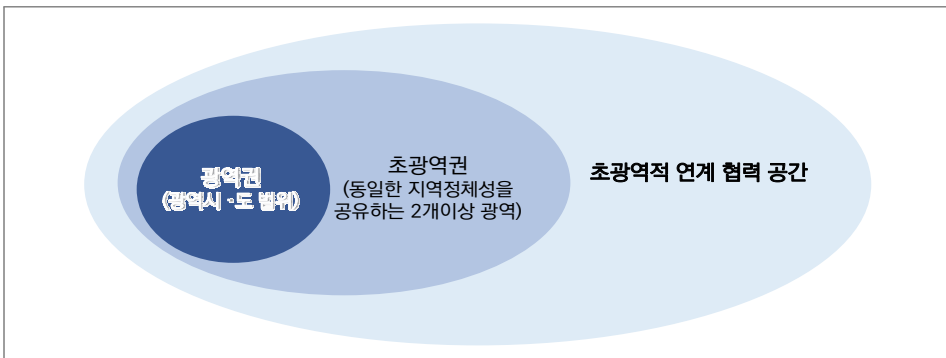 광역권
(광역시·도 범위)
초광역권
(동일한 지역정체성을
공유하는 2개이상 광역)
초광역적 연계 협력 공간